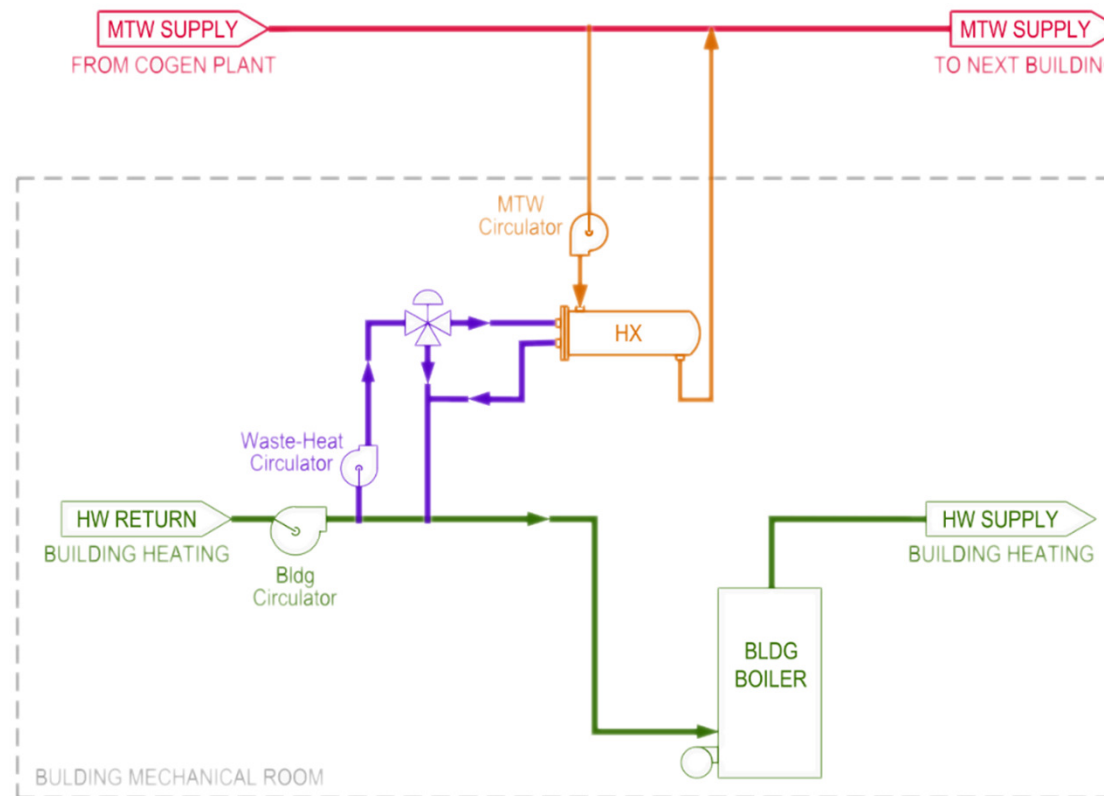 MTW SUPPLY
FROM COGEN PLANT
MTW SUPPLY
TO NEXT BUILDING
MTW
Circulator
HX
Waste-Heat
Circulator
HW RETURN
BUILDING HEATING
Bldg
Circulator
HW SUPPLY
BUILDING HEATING
BLDG
BOILER
BULDING MECHANICAL ROOM